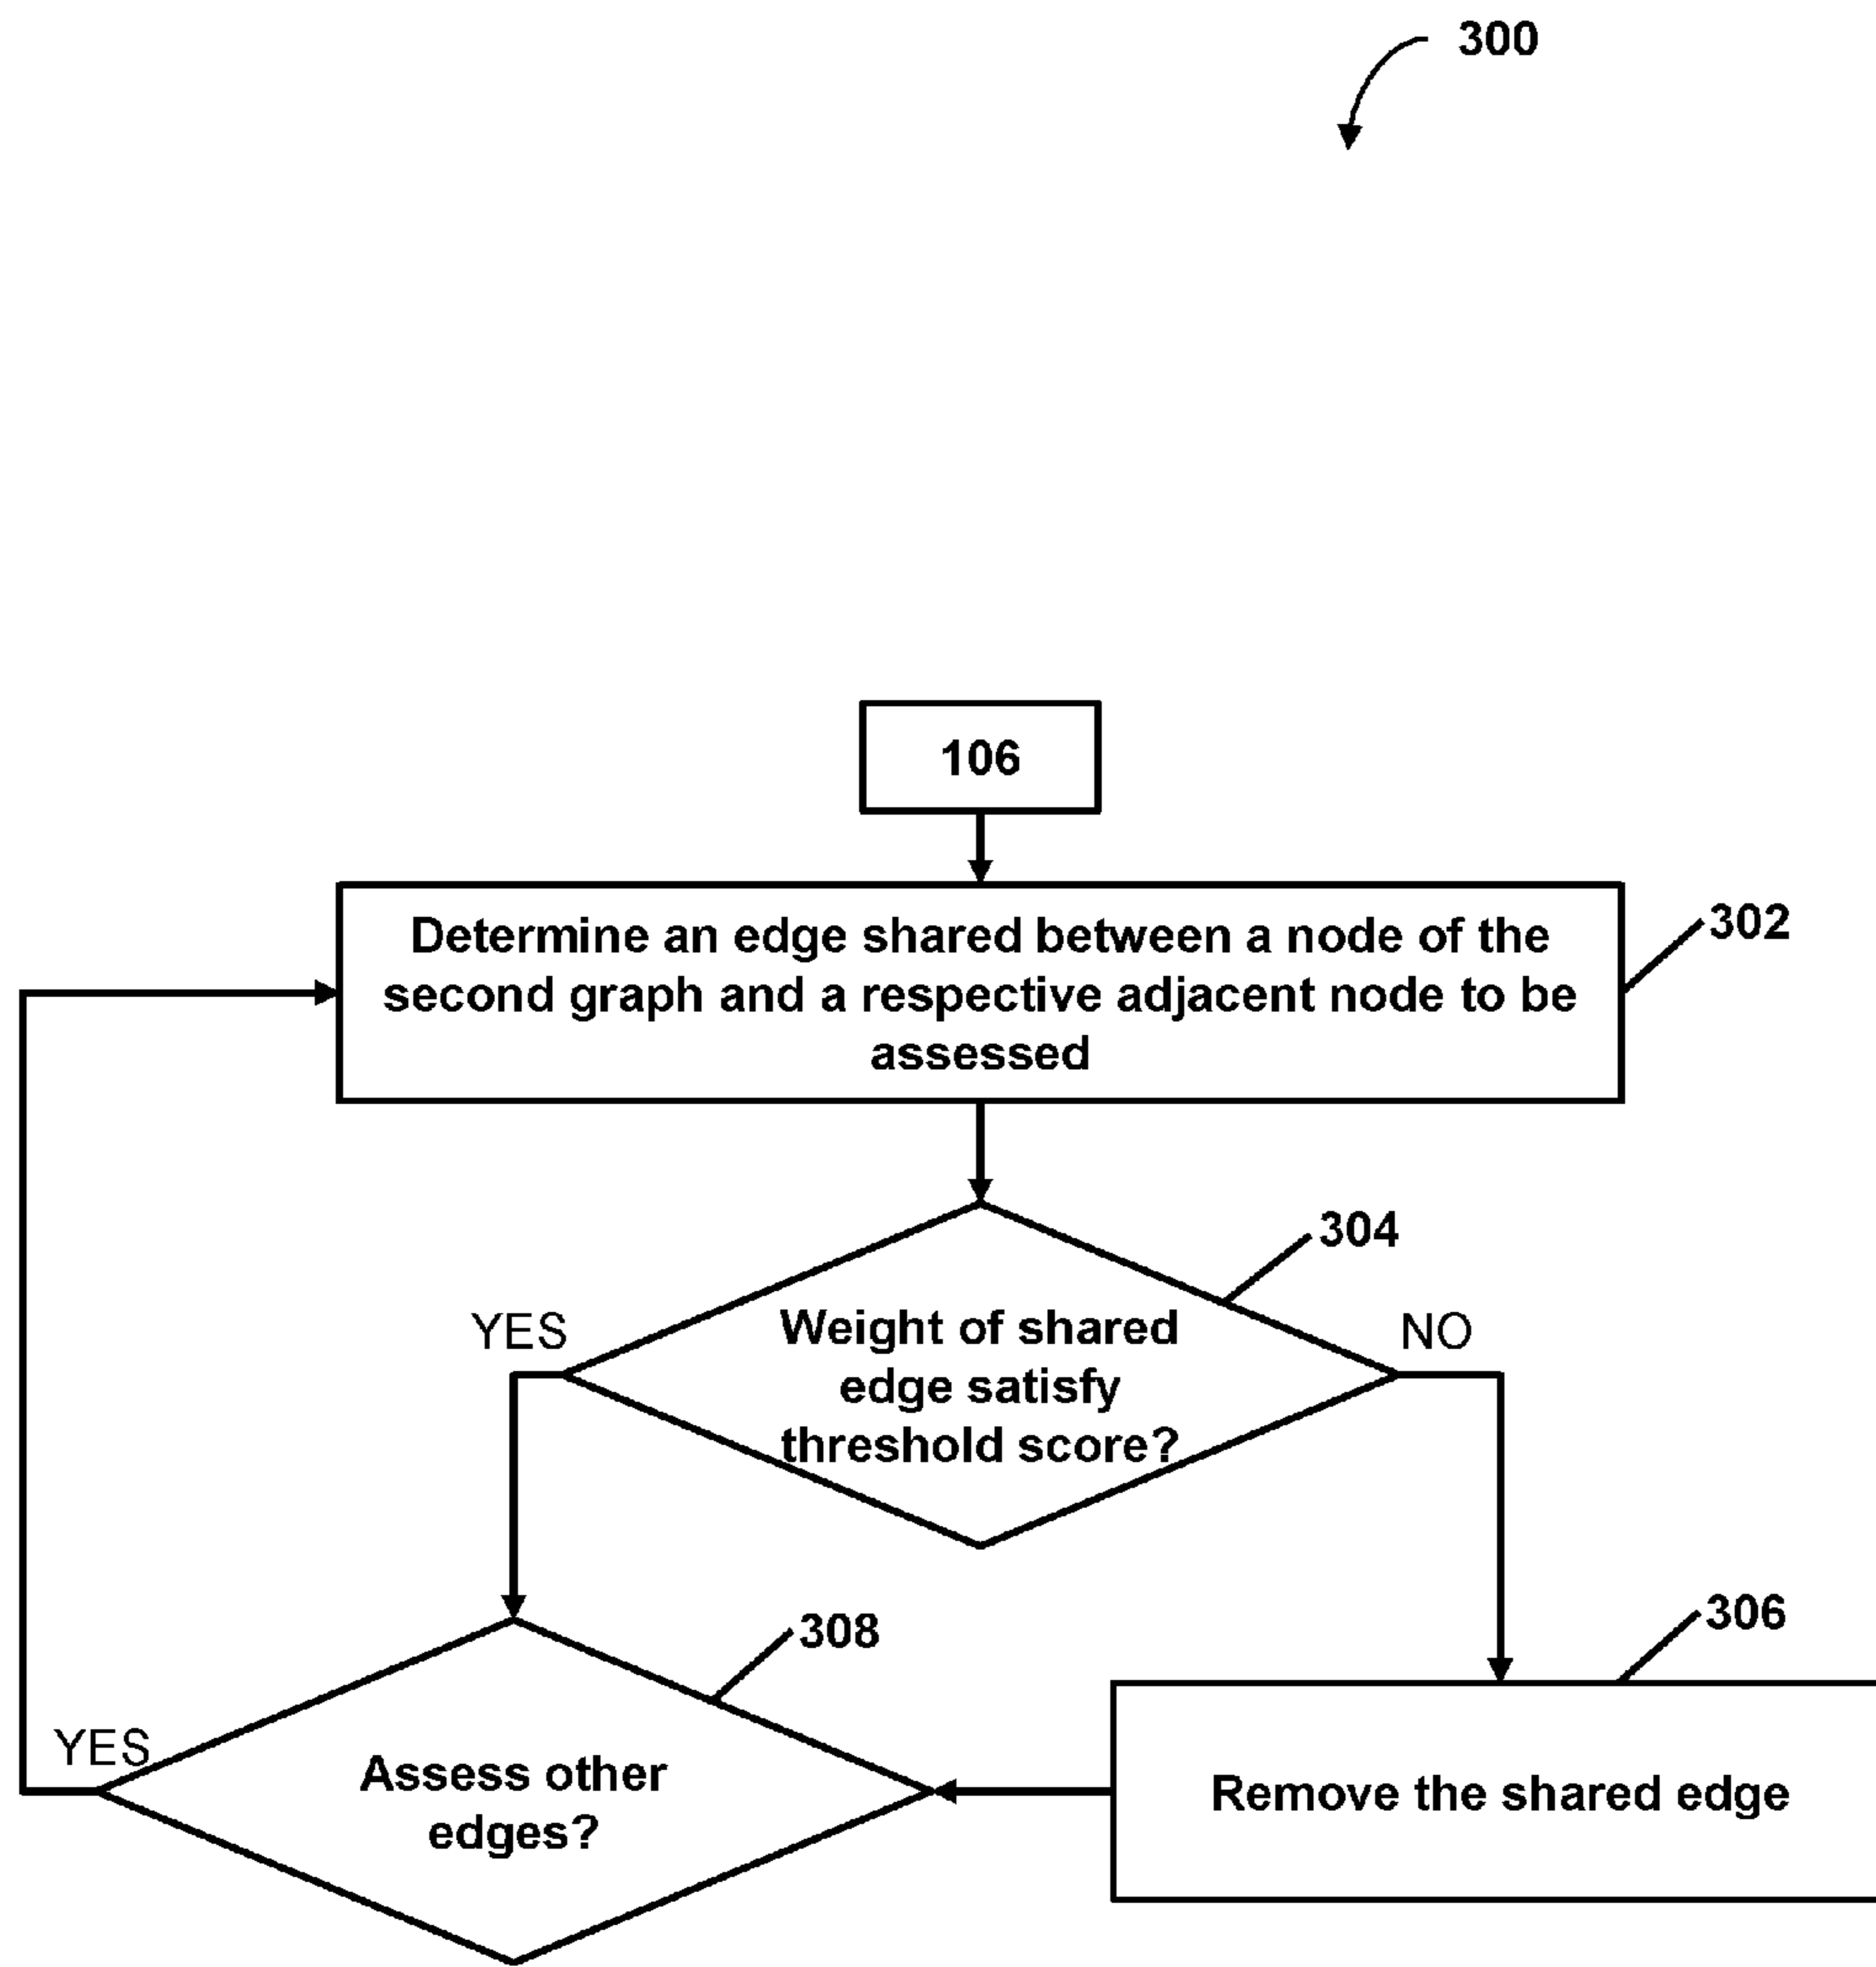 300
106
Determine an edge shared between a node of the
second graph and a respective adjacent node to be
assessed
302
304
YES
NO
Weight of shared
edge satisfy
threshold score?
306
308
YES
Assess other
edges?
Remove the shared edge